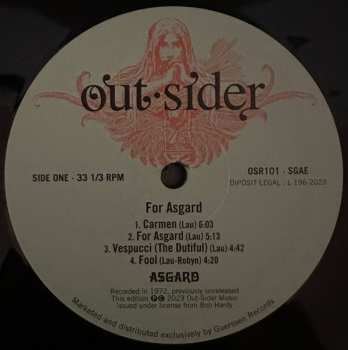 out·sider
SIDE ONE - 33 1/3 RPM
OSR101 - SGAE
DIPOSIT LEGAL : L 196-2023
For Asgard
1. Carmen (Lau) 6:03
2. For Asgard (Lau) 5:13
3. Vespucci (The Dutiful) (Lau) 4:42
4. Fool (Lau-Robyn) 4:20
ASGARD
Recorded in 1972, previously unreleased
This edition ℗© 2023 Out-Sider Music
issued under license from Bob Hardy
Marketed and distributed exclusively by Guerssen Records